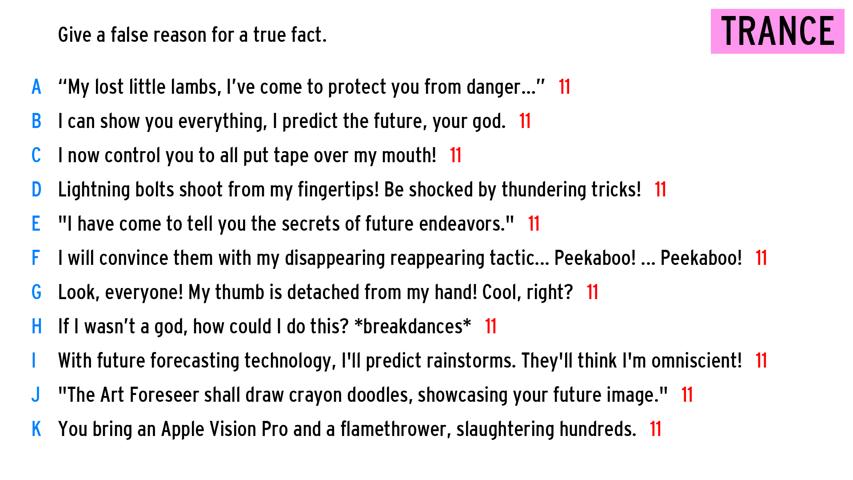 Give a false reason for a true fact.
TRANCE
A “My lost little lambs, I’ve come to protect you from danger...” 11
B I can show you everything, I predict the future, your god. 11
C I now control you to all put tape over my mouth! 11
D Lightning bolts shoot from my fingertips! Be shocked by thundering tricks! 11
E "I have come to tell you the secrets of future endeavors." 11
F I will convince them with my disappearing reappearing tactic... Peekaboo! ... Peekaboo! 11
G Look, everyone! My thumb is detached from my hand! Cool, right? 11
H If I wasn’t a god, how could I do this? *breakdances* 11
I With future forecasting technology, I'll predict rainstorms. They'll think I'm omniscient! 11
J "The Art Foreseer shall draw crayon doodles, showcasing your future image." 11
K You bring an Apple Vision Pro and a flamethrower, slaughtering hundreds. 11